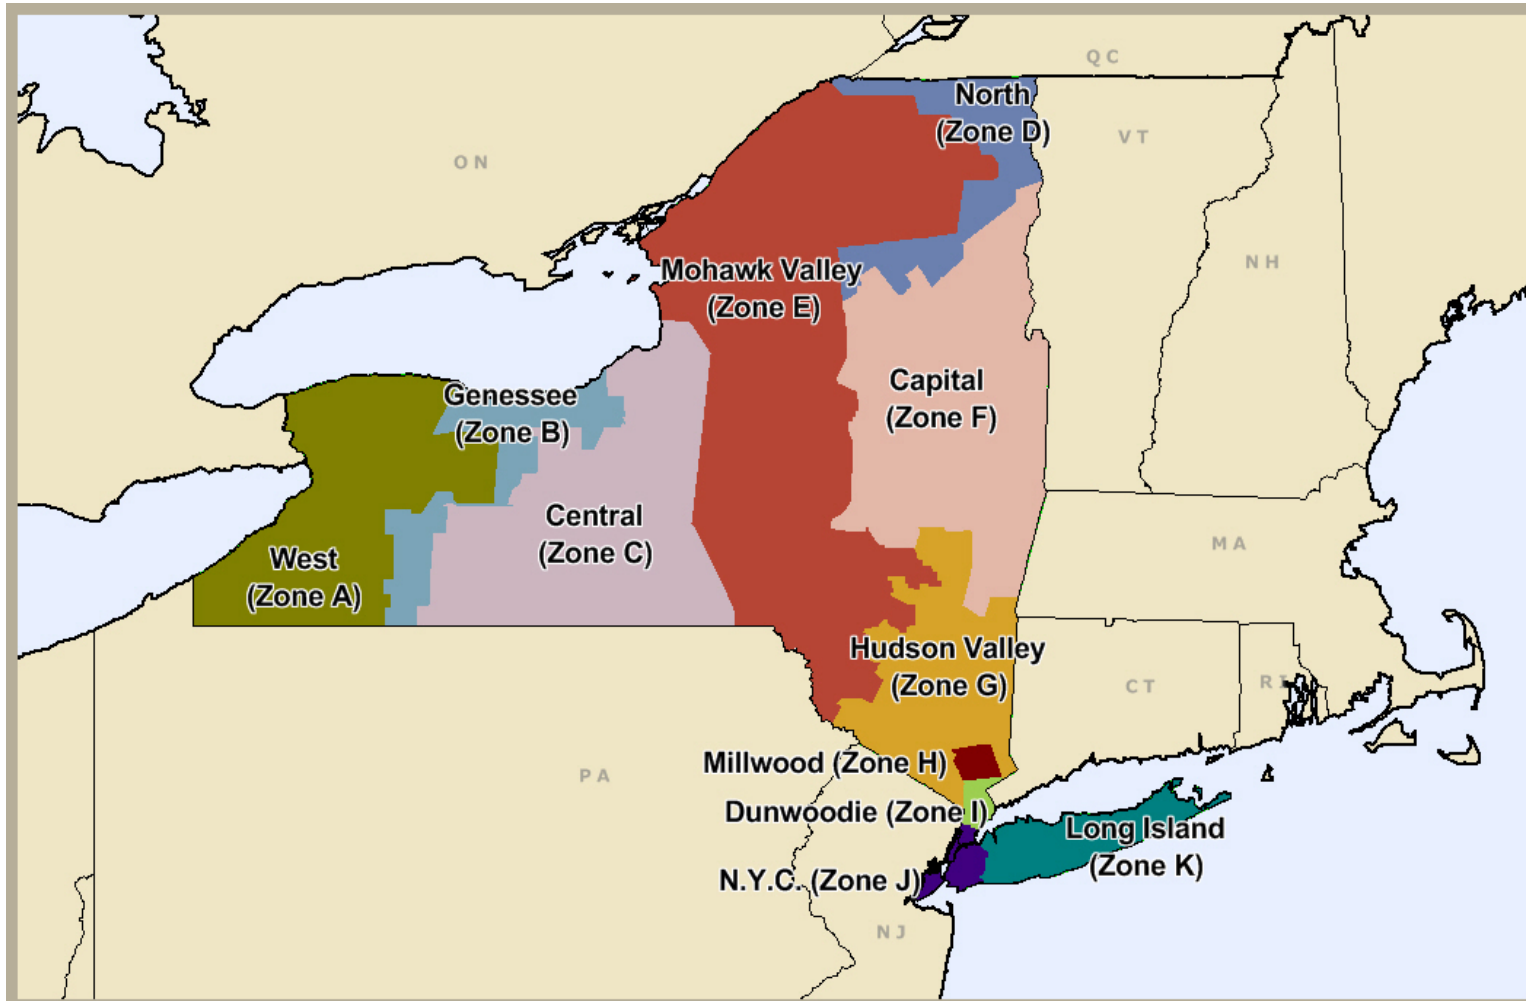 QC
North
(Zone D)
VT
ON
NH
Mohawk Valley
(Zone E)
Genessee
(Zone B)
Capital
(Zone F)
Central
(Zone C)
West
(Zone A)
MA
Hudson Valley
(Zone G)
CT
RI
Millwood (Zone H)
PA
Dunwoodie (Zone I)
Long Island
(Zone K)
N.Y.C. (Zone J)
NJ